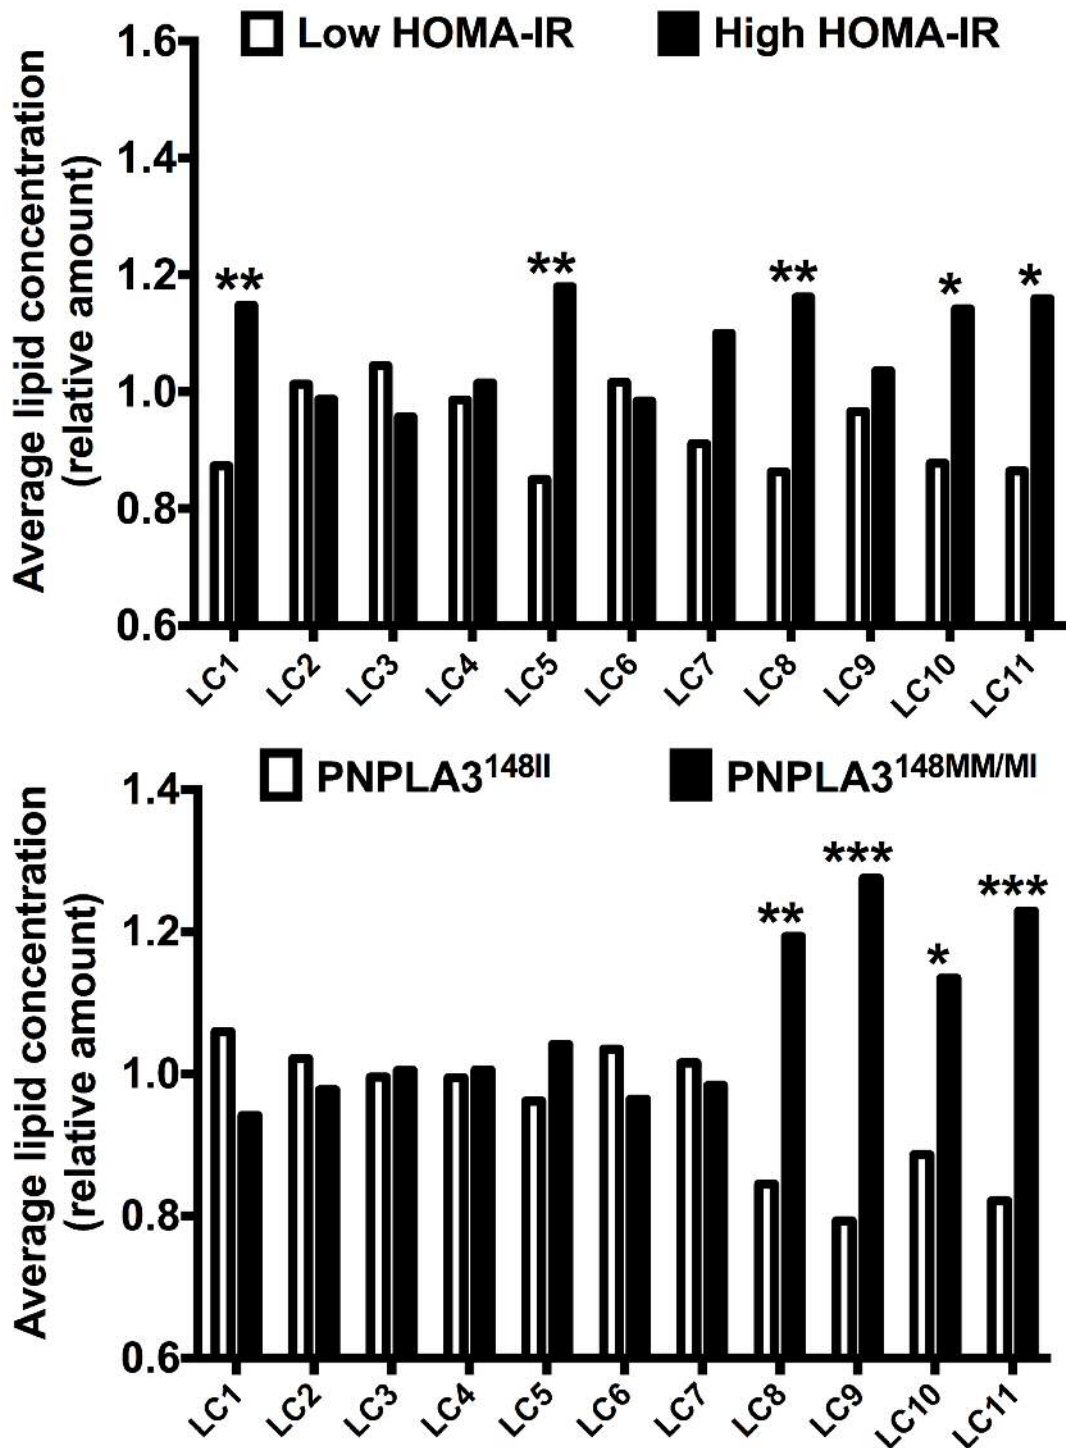 Low HOMA-IR High HOMA-IR
Average lipid concentration
(relative amount)
1.6
1.4
1.2
1.0
0.8
0.6
** ** ** * *
LC1 LC2 LC3 LC4 LC5 LC6 LC7 LC8 LC9 LC10 LC11
PNPLA3¹⁴⁸ᴵᴵ PNPLA3¹⁴⁸ᴹᴹ/ᴹᴵ
Average lipid concentration
(relative amount)
1.4
1.2
1.0
0.8
0.6
** *** * ***
LC1 LC2 LC3 LC4 LC5 LC6 LC7 LC8 LC9 LC10 LC11